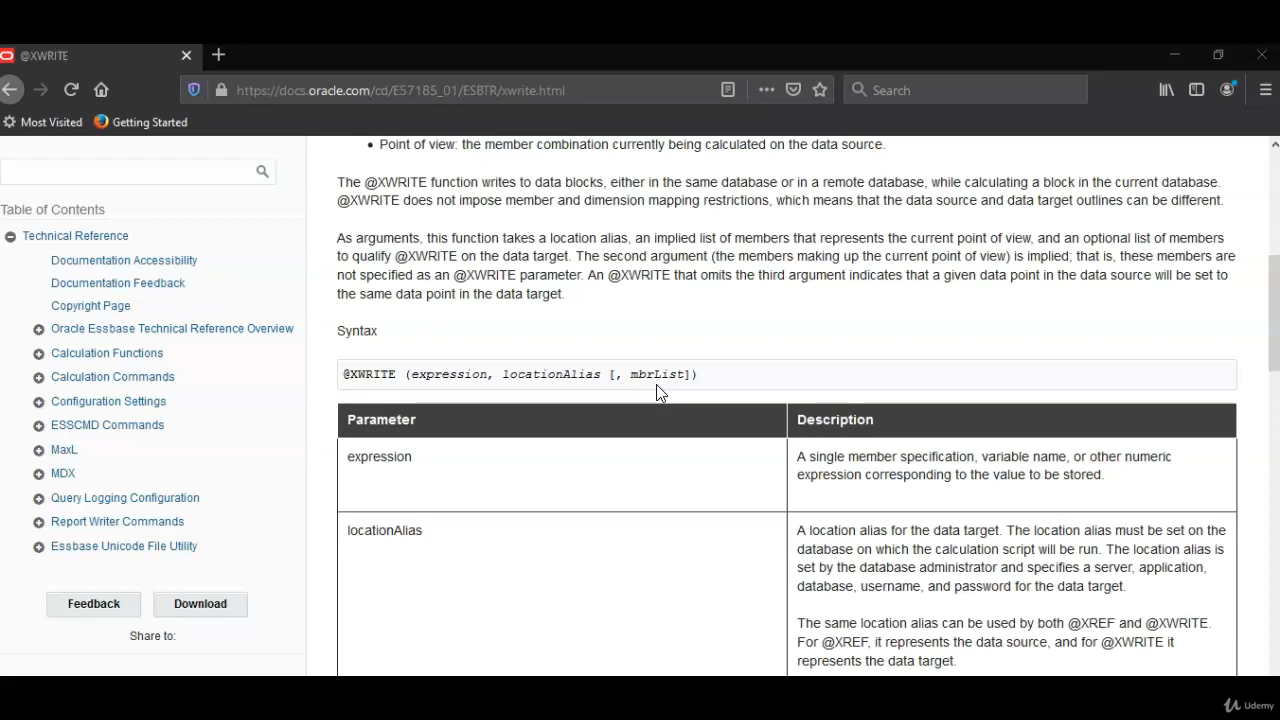 @XWRITE
https://docs.oracle.com/cd/E57185_01/ESBTR/xwrite.html
Search
Most Visited
Getting Started
Table of Contents
Technical Reference
Documentation Accessibility
Documentation Feedback
Copyright Page
Oracle Essbase Technical Reference Overview
Calculation Functions
Calculation Commands
Configuration Settings
ESSCMD Commands
MaxL
MDX
Query Logging Configuration
Report Writer Commands
Essbase Unicode File Utility
Feedback
Download
Share to:
• Point of view: the member combination currently being calculated on the data source.
The @XWRITE function writes to data blocks, either in the same database or in a remote database, while calculating a block in the current database.
@XWRITE does not impose member and dimension mapping restrictions, which means that the data source and data target outlines can be different.
As arguments, this function takes a location alias, an implied list of members that represents the current point of view, and an optional list of members
to qualify @XWRITE on the data target. The second argument (the members making up the current point of view) is implied; that is, these members are
not specified as an @XWRITE parameter. An @XWRITE that omits the third argument indicates that a given data point in the data source will be set to
the same data point in the data target.
Syntax
@XWRITE (expression, locationAlias [, mbrList])
Parameter
Description
expression
A single member specification, variable name, or other numeric
expression corresponding to the value to be stored.
locationAlias
A location alias for the data target. The location alias must be set on the
database on which the calculation script will be run. The location alias is
set by the database administrator and specifies a server, application,
database, username, and password for the data target.
The same location alias can be used by both @XREF and @XWRITE.
For @XREF, it represents the data source, and for @XWRITE it
represents the data target.
Udemy